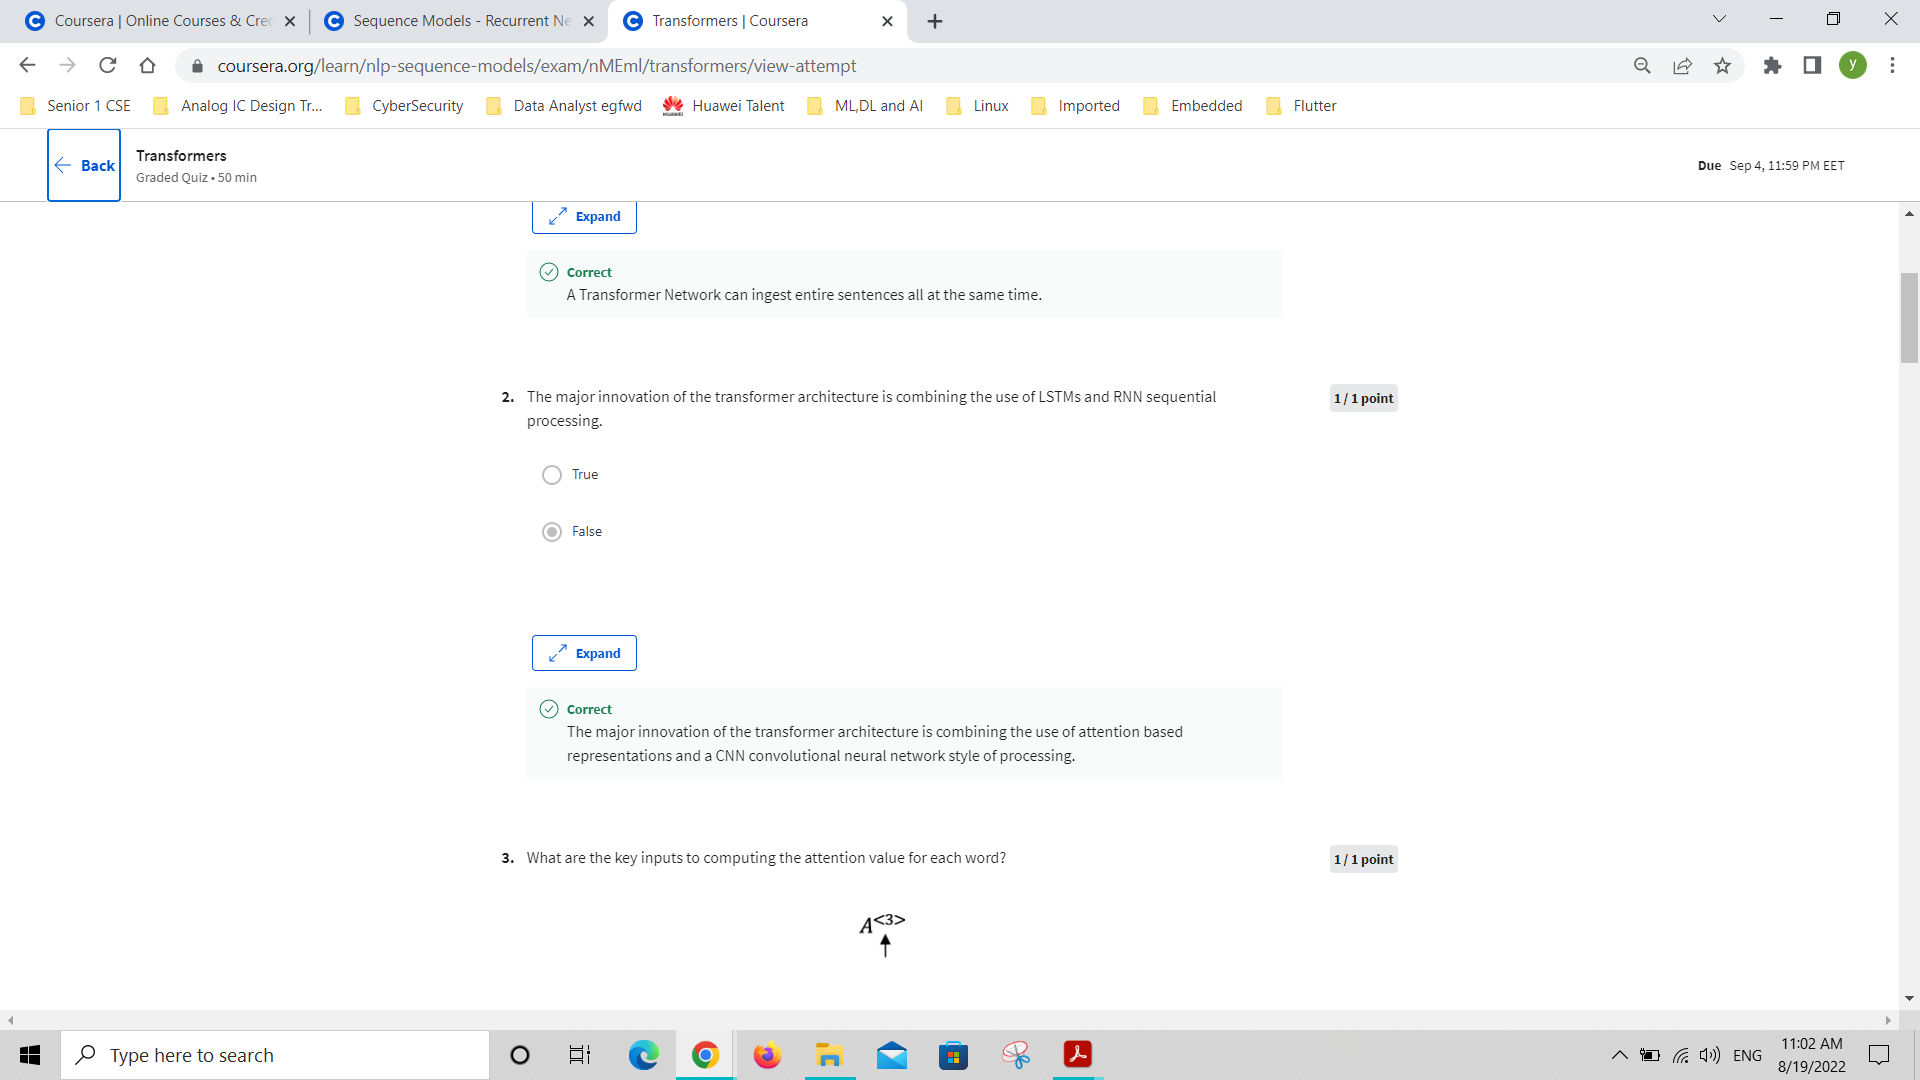 Coursera | Online Courses & Crec
Sequence Models - Recurrent Ne
Transformers | Coursera
coursera.org/learn/nlp-sequence-models/exam/nMEml/transformers/view-attempt
y
Senior 1 CSE
Analog IC Design Tr...
CyberSecurity
Data Analyst egfwd
Huawei Talent
ML,DL and AI
Linux
Imported
Embedded
Flutter
Back
Transformers
Graded Quiz • 50 min
Due Sep 4, 11:59 PM EET
Expand
Correct
A Transformer Network can ingest entire sentences all at the same time.
2. The major innovation of the transformer architecture is combining the use of LSTMs and RNN sequential
processing.
1 / 1 point
True
False
Expand
Correct
The major innovation of the transformer architecture is combining the use of attention based
representations and a CNN convolutional neural network style of processing.
3. What are the key inputs to computing the attention value for each word?
1 / 1 point
A<3>
Type here to search
ENG
11:02 AM
8/19/2022